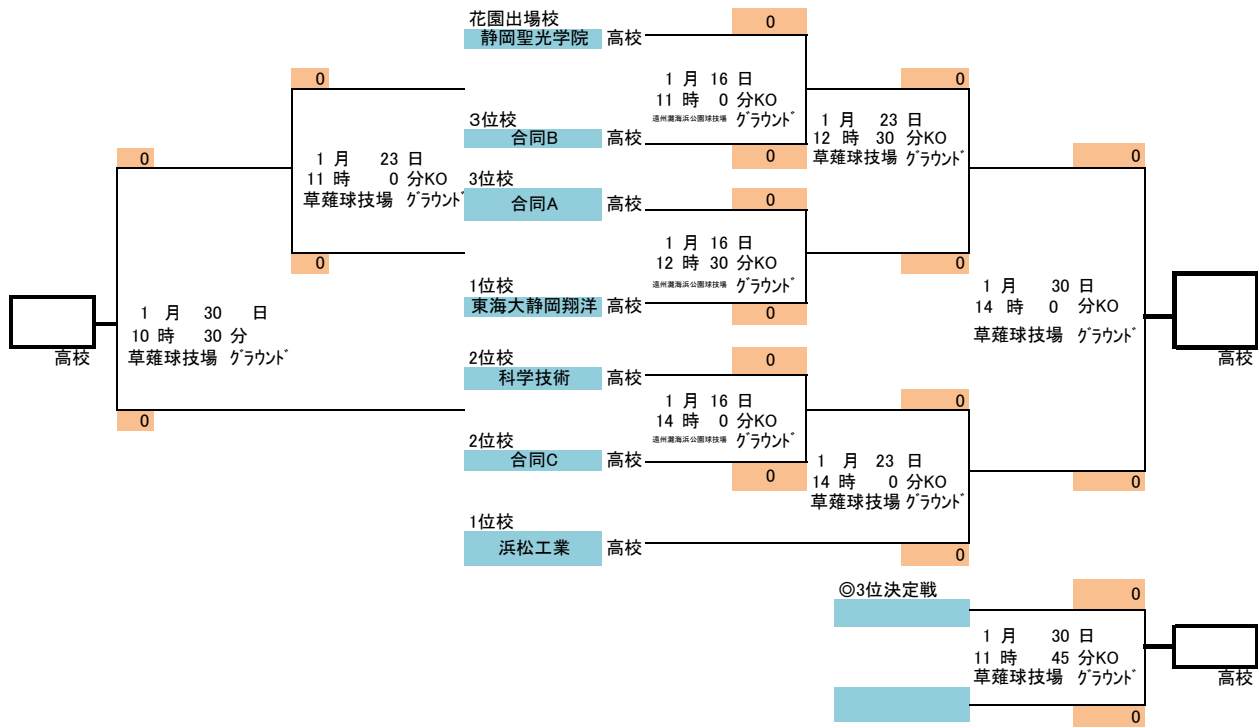 花園出場校
静岡聖光学院 高校
0
1 月 16 日
11 時 0 分KO
遠州灘海浜公園球技場 グラウンド
3位校
合同B 高校
0
3位校
合同A 高校
0
1 月 16 日
12 時 30 分KO
遠州灘海浜公園球技場 グラウンド
1位校
東海大静岡翔洋 高校
0
2位校
科学技術 高校
0
1 月 16 日
14 時 0 分KO
遠州灘海浜公園球技場 グラウンド
2位校
合同C 高校
0
1位校
浜松工業 高校
0
1 月 23 日
12 時 30 分KO
草薙球技場 グラウンド
0
0
1 月 23 日
14 時 0 分KO
草薙球技場 グラウンド
0
0
1 月 30 日
14 時 0 分KO
草薙球技場 グラウンド
0
高校
0
1 月 23 日
11 時 0 分KO
草薙球技場 グラウンド
0
0
1 月 30 日
10 時 30 分
草薙球技場 グラウンド
0
高校
◎3位決定戦
0
1 月 30 日
11 時 45 分KO
草薙球技場 グラウンド
0
高校